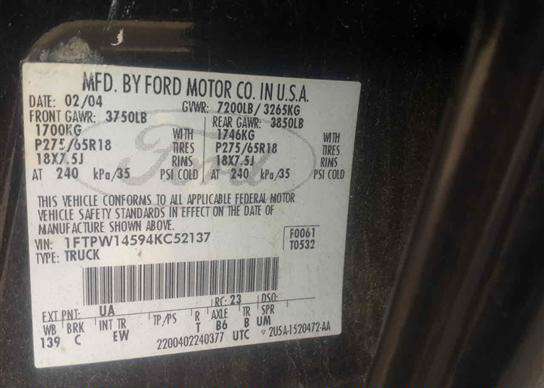 MFD. BY FORD MOTOR CO. IN U.S.A.
DATE: 02/04 GVWR: 7200LB/ 3265KG
FRONT GAWR: 3750LB REAR GAWR: 3850LB
1700KG WITH 1746KG WITH
P275/65R18 TIRES P275/65R18 TIRES
18X7.5J RIMS 18X7.5J RIMS
AT 240 kPa/35 PSI COLD AT 240 kPa/35 PSI COLD
Ford
THIS VEHICLE CONFORMS TO ALL APPLICABLE FEDERAL MOTOR
VEHICLE SAFETY STANDARDS IN EFFECT ON THE DATE OF
MANUFACTURE SHOWN ABOVE.
VIN: 1FTPW14594KC52137 F0061
TYPE: TRUCK T0532
EXT PNT: UA RC: 23 DSO:
WB BRK INT TR TP/PS R AXLE TR SPR
139 C EW T B6 B UM
2200402240377 UTC 2U5A-1520472-AA